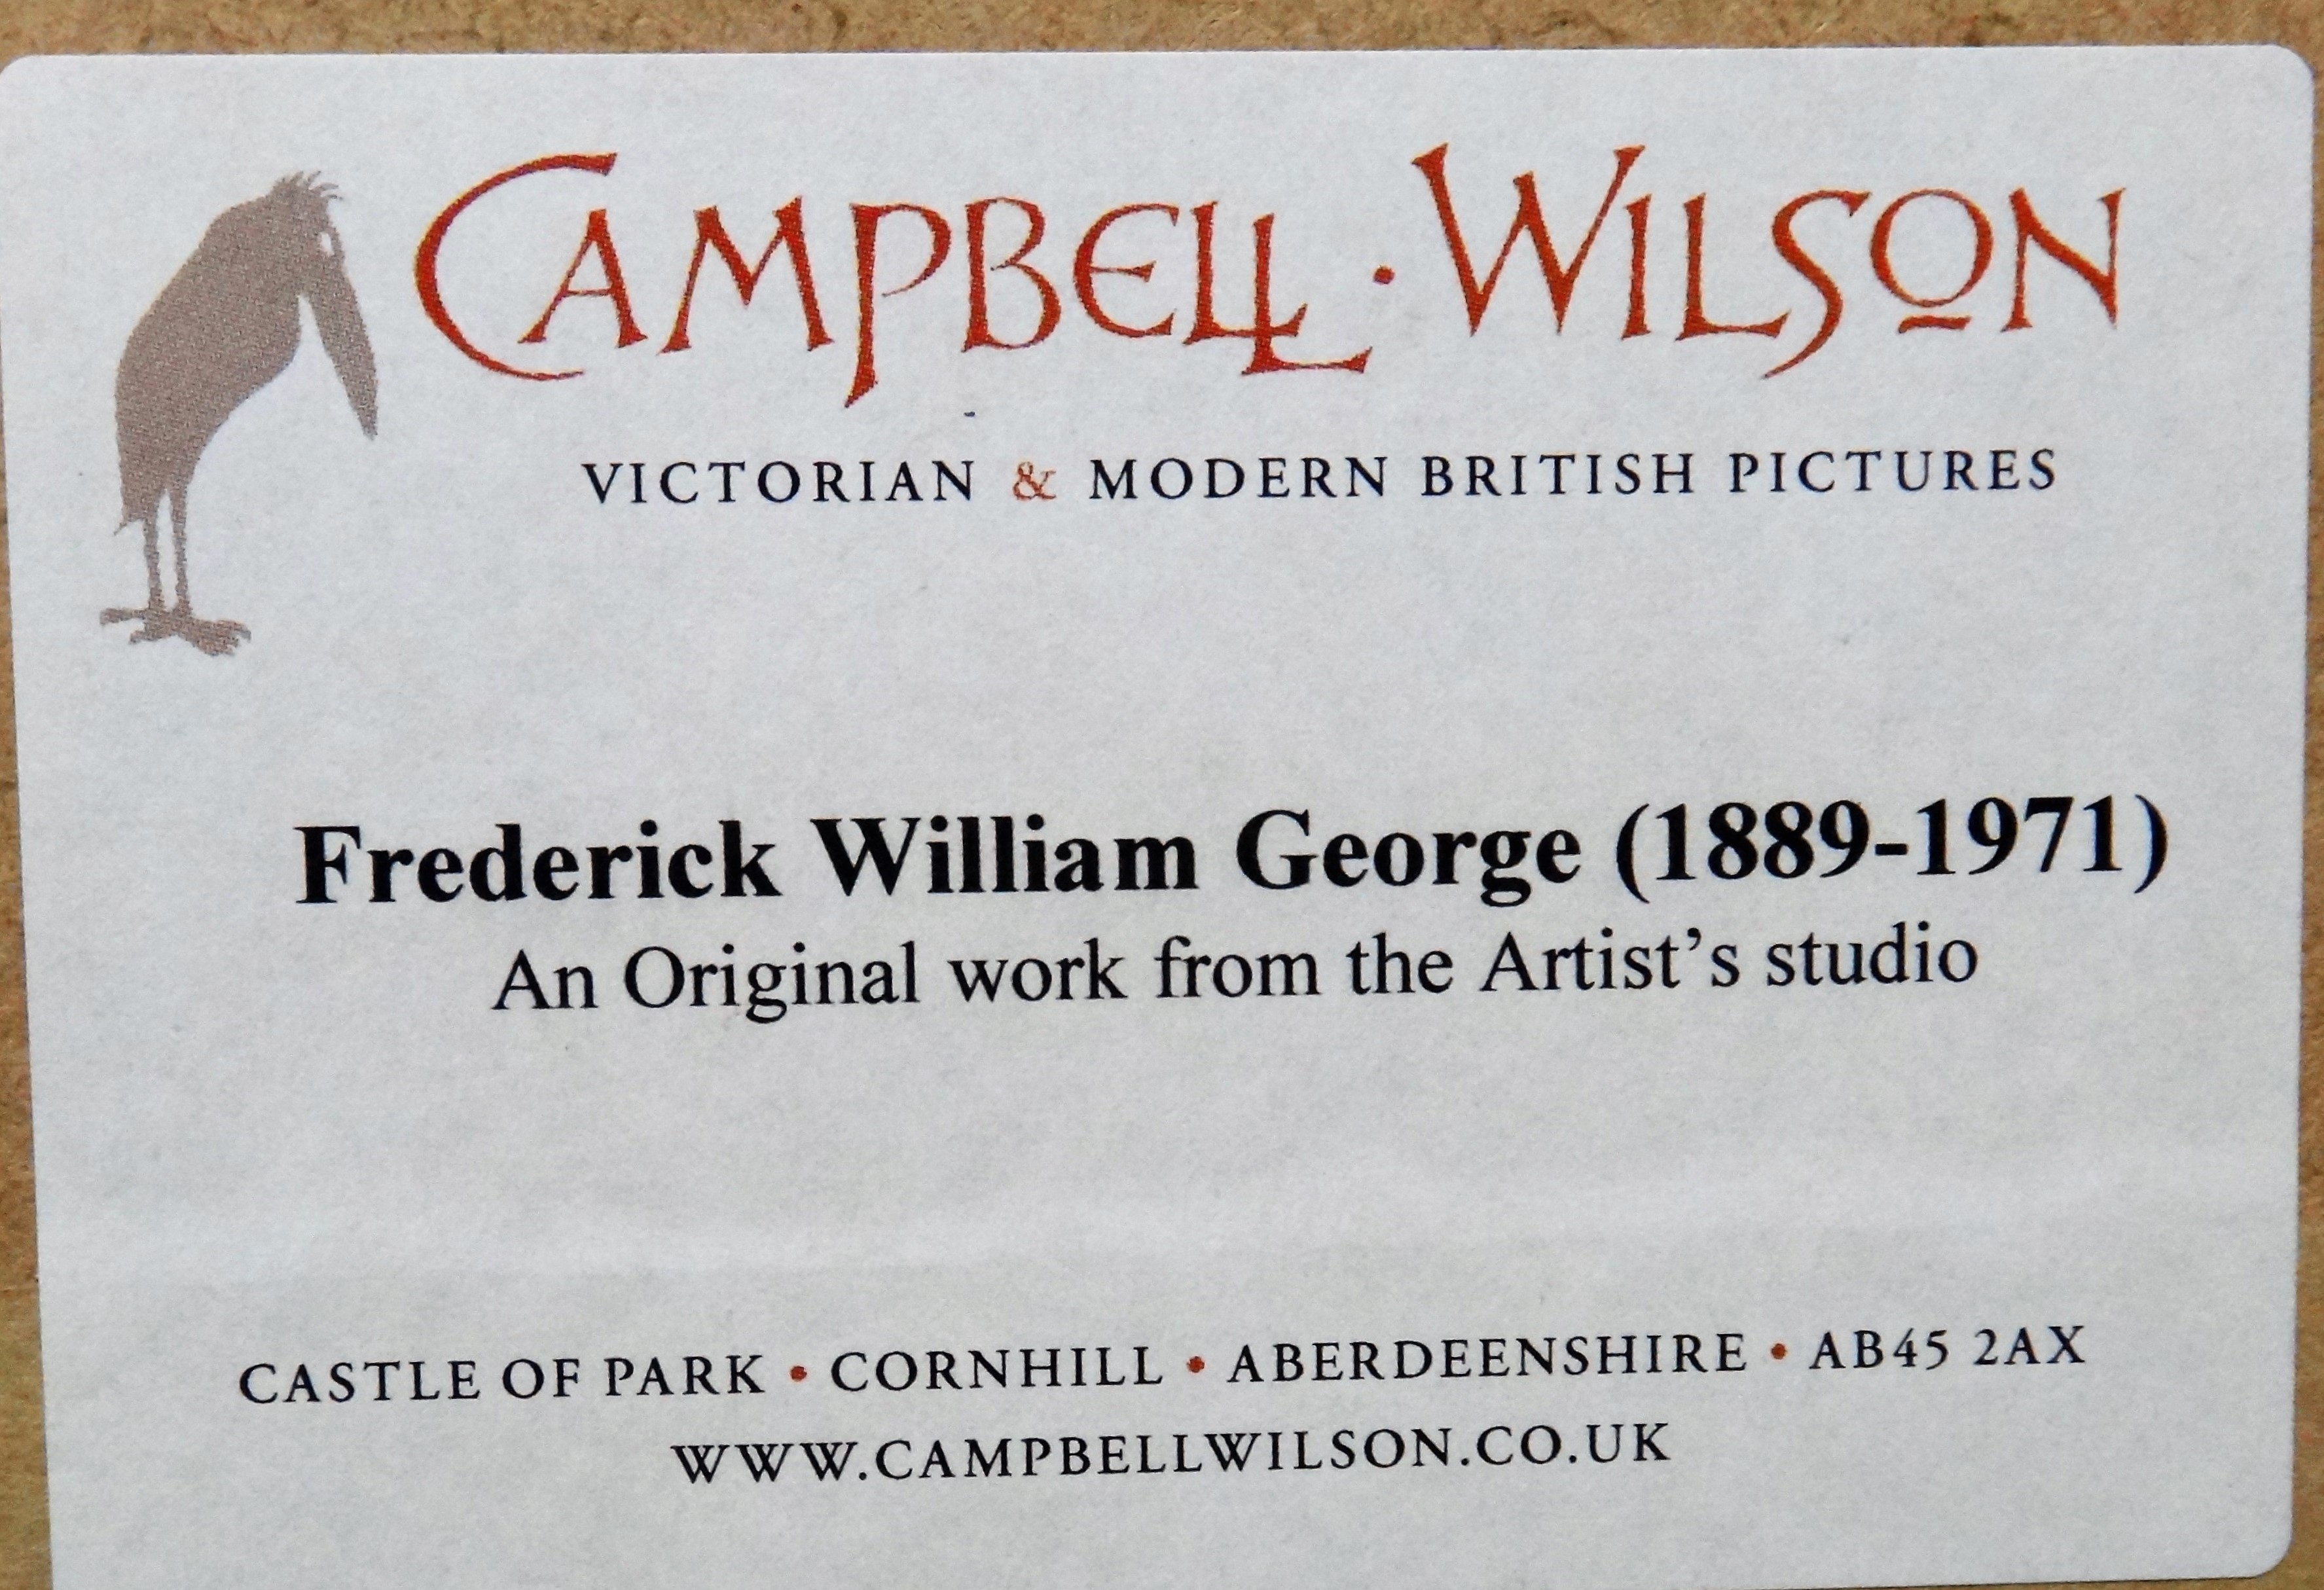 CAMPBELL · WILSON
VICTORIAN & MODERN BRITISH PICTURES
Frederick William George (1889-1971)
An Original work from the Artist’s studio
CASTLE OF PARK • CORNHILL • ABERDEENSHIRE • AB45 2AX
WWW.CAMPBELLWILSON.CO.UK